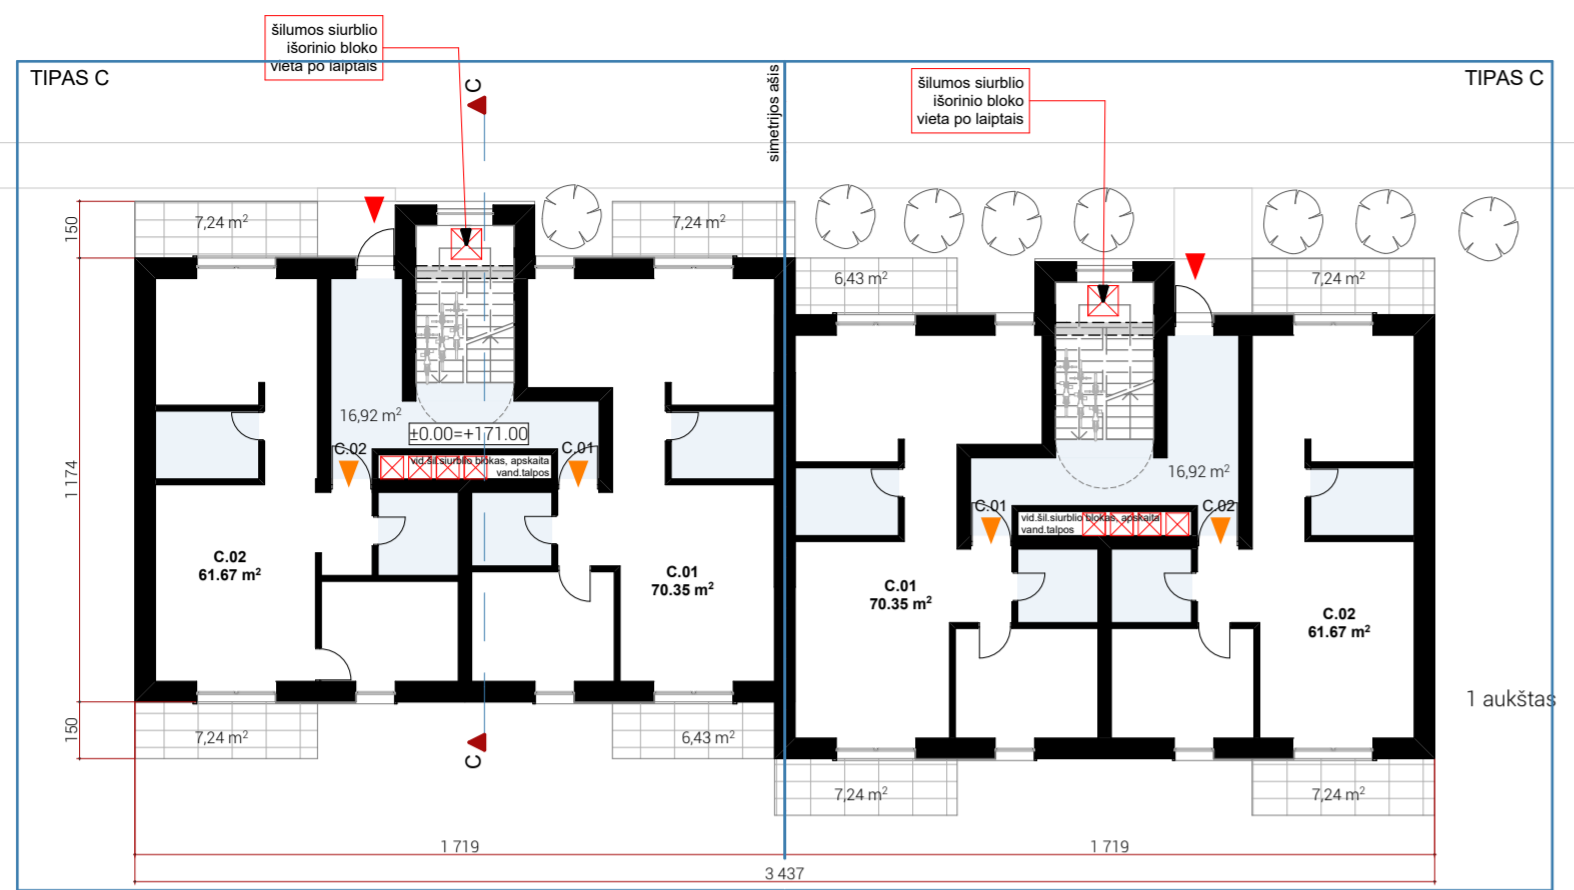 šilumos siurblio
išorinio bloko
vieta po laiptais
TIPAS C
C
simetrijos ašis
šilumos siurblio
išorinio bloko
vieta po laiptais
TIPAS C
150
7,24 m²
7,24 m²
6,43 m²
7,24 m²
1 174
16,92 m²
±0.00=+171.00
C.02
C.01
vid.šil.siurblio blokas, apskaita
vand.talpos
16,92 m²
C.01
C.02
vid.šil.siurblio blokas, apskaita
vand.talpos
C.02
61.67 m²
C.01
70.35 m²
C.01
70.35 m²
C.02
61.67 m²
1 aukštas
150
7,24 m²
C
6,43 m²
7,24 m²
7,24 m²
1 719
1 719
3 437